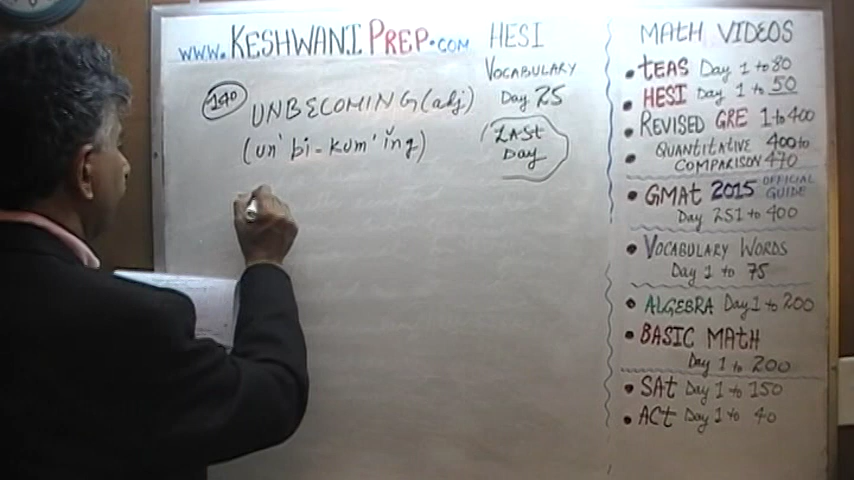 www.KESHWANI PREP.COM
HESI
VOCABULARY
Day 25
LAST
Day
190 UNBECOMING (adj)
(un' bi - kum' ĭng)
MATH VIDEOS
• TEAS Day 1 to 80
• HESI Day 1 to 50
• REVISED GRE 1 to 400
• QUANTITATIVE 400 to
COMPARISON 470
• GMAT 2015 OFFICIAL
GUIDE
Day 251 to 400
• VOCABULARY WORDS
Day 1 to 75
• ALGEBRA Day 1 to 200
• BASIC MATH
Day 1 to 200
• SAT Day 1 to 150
• ACT Day 1 to 40